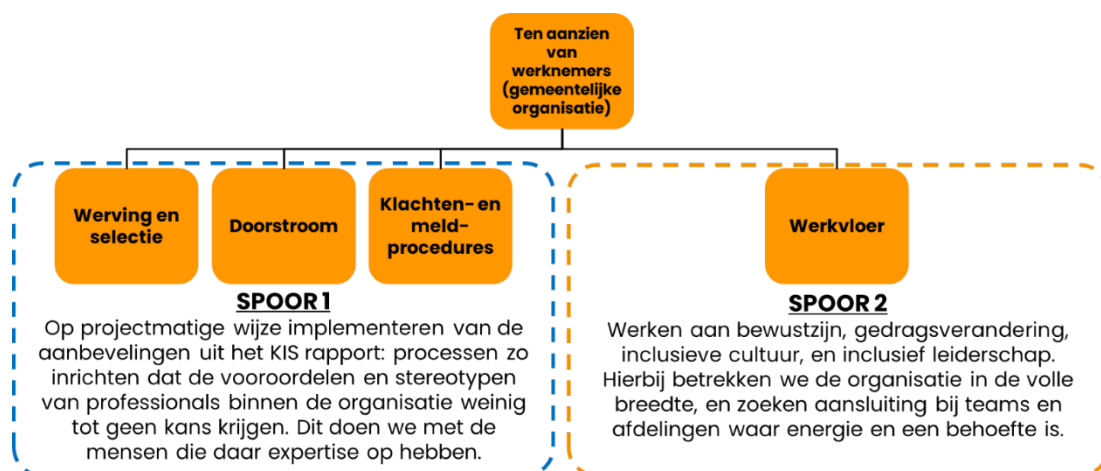 Ten aanzien
van
werknemers
(gemeentelijke
organisatie)
Werving en
selectie
Doorstroom
Klachten- en
meld-
procedures
Werkvloer
SPOOR 1
Op projectmatige wijze implementeren van de
aanbevelingen uit het KIS rapport: processen zo
inrichten dat de vooroordelen en stereotypen
van professionals binnen de organisatie weinig
tot geen kans krijgen. Dit doen we met de
mensen die daar expertise op hebben.
SPOOR 2
Werken aan bewustzijn, gedragsverandering,
inclusieve cultuur, en inclusief leiderschap.
Hierbij betrekken we de organisatie in de volle
breedte, en zoeken aansluiting bij teams en
afdelingen waar energie en een behoefte is.